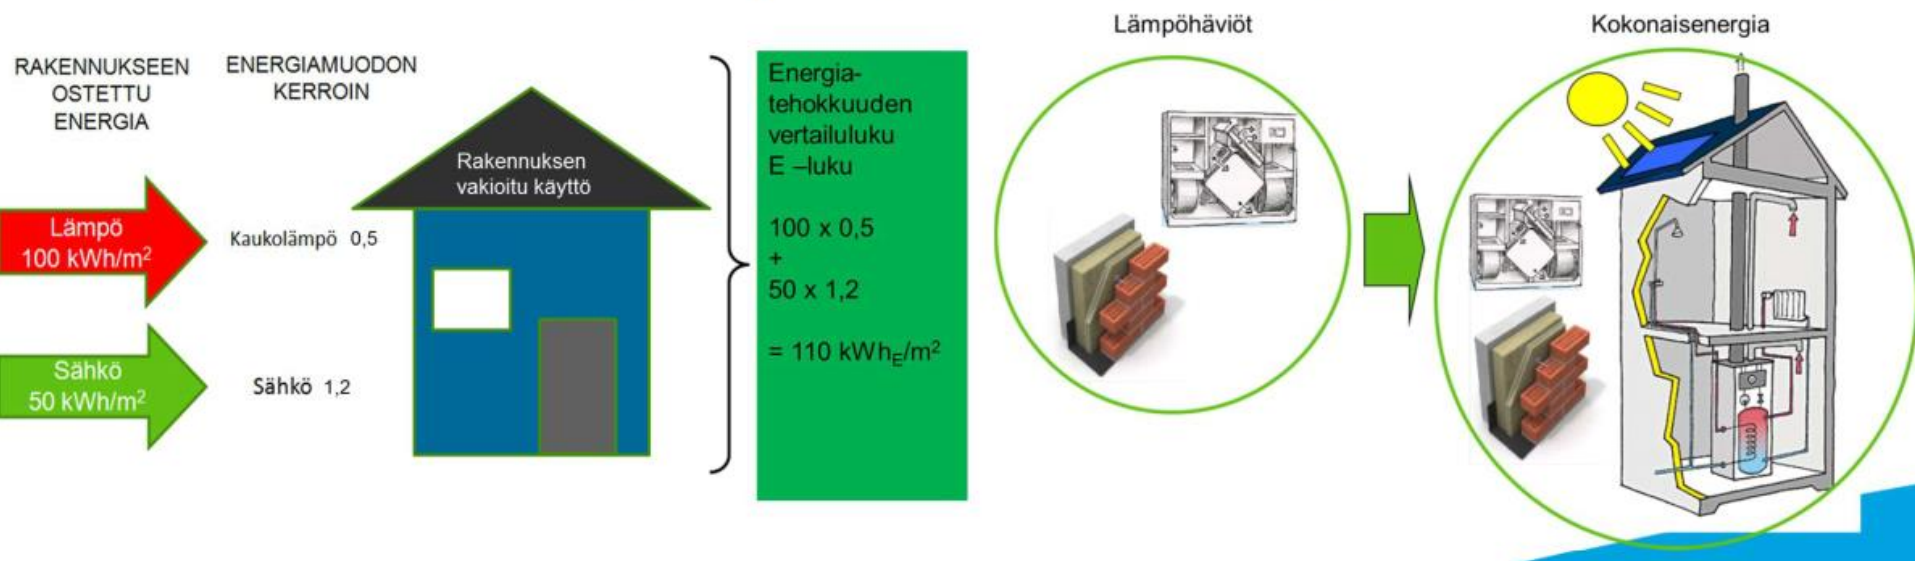 RAKENNUKSEEN
OSTETTU
ENERGIA
ENERGIAMUODON
KERROIN
Lämpö
100 kWh/m²
Kaukolämpö 0,5
Sähkö
50 kWh/m²
Sähkö 1,2
Rakennuksen
vakioitu käyttö
Energia-
tehokkuuden
vertailuluku
E –luku
100 x 0,5
+
50 x 1,2
= 110 kWhE/m²
Lämpöhäviöt
Kokonaisenergia